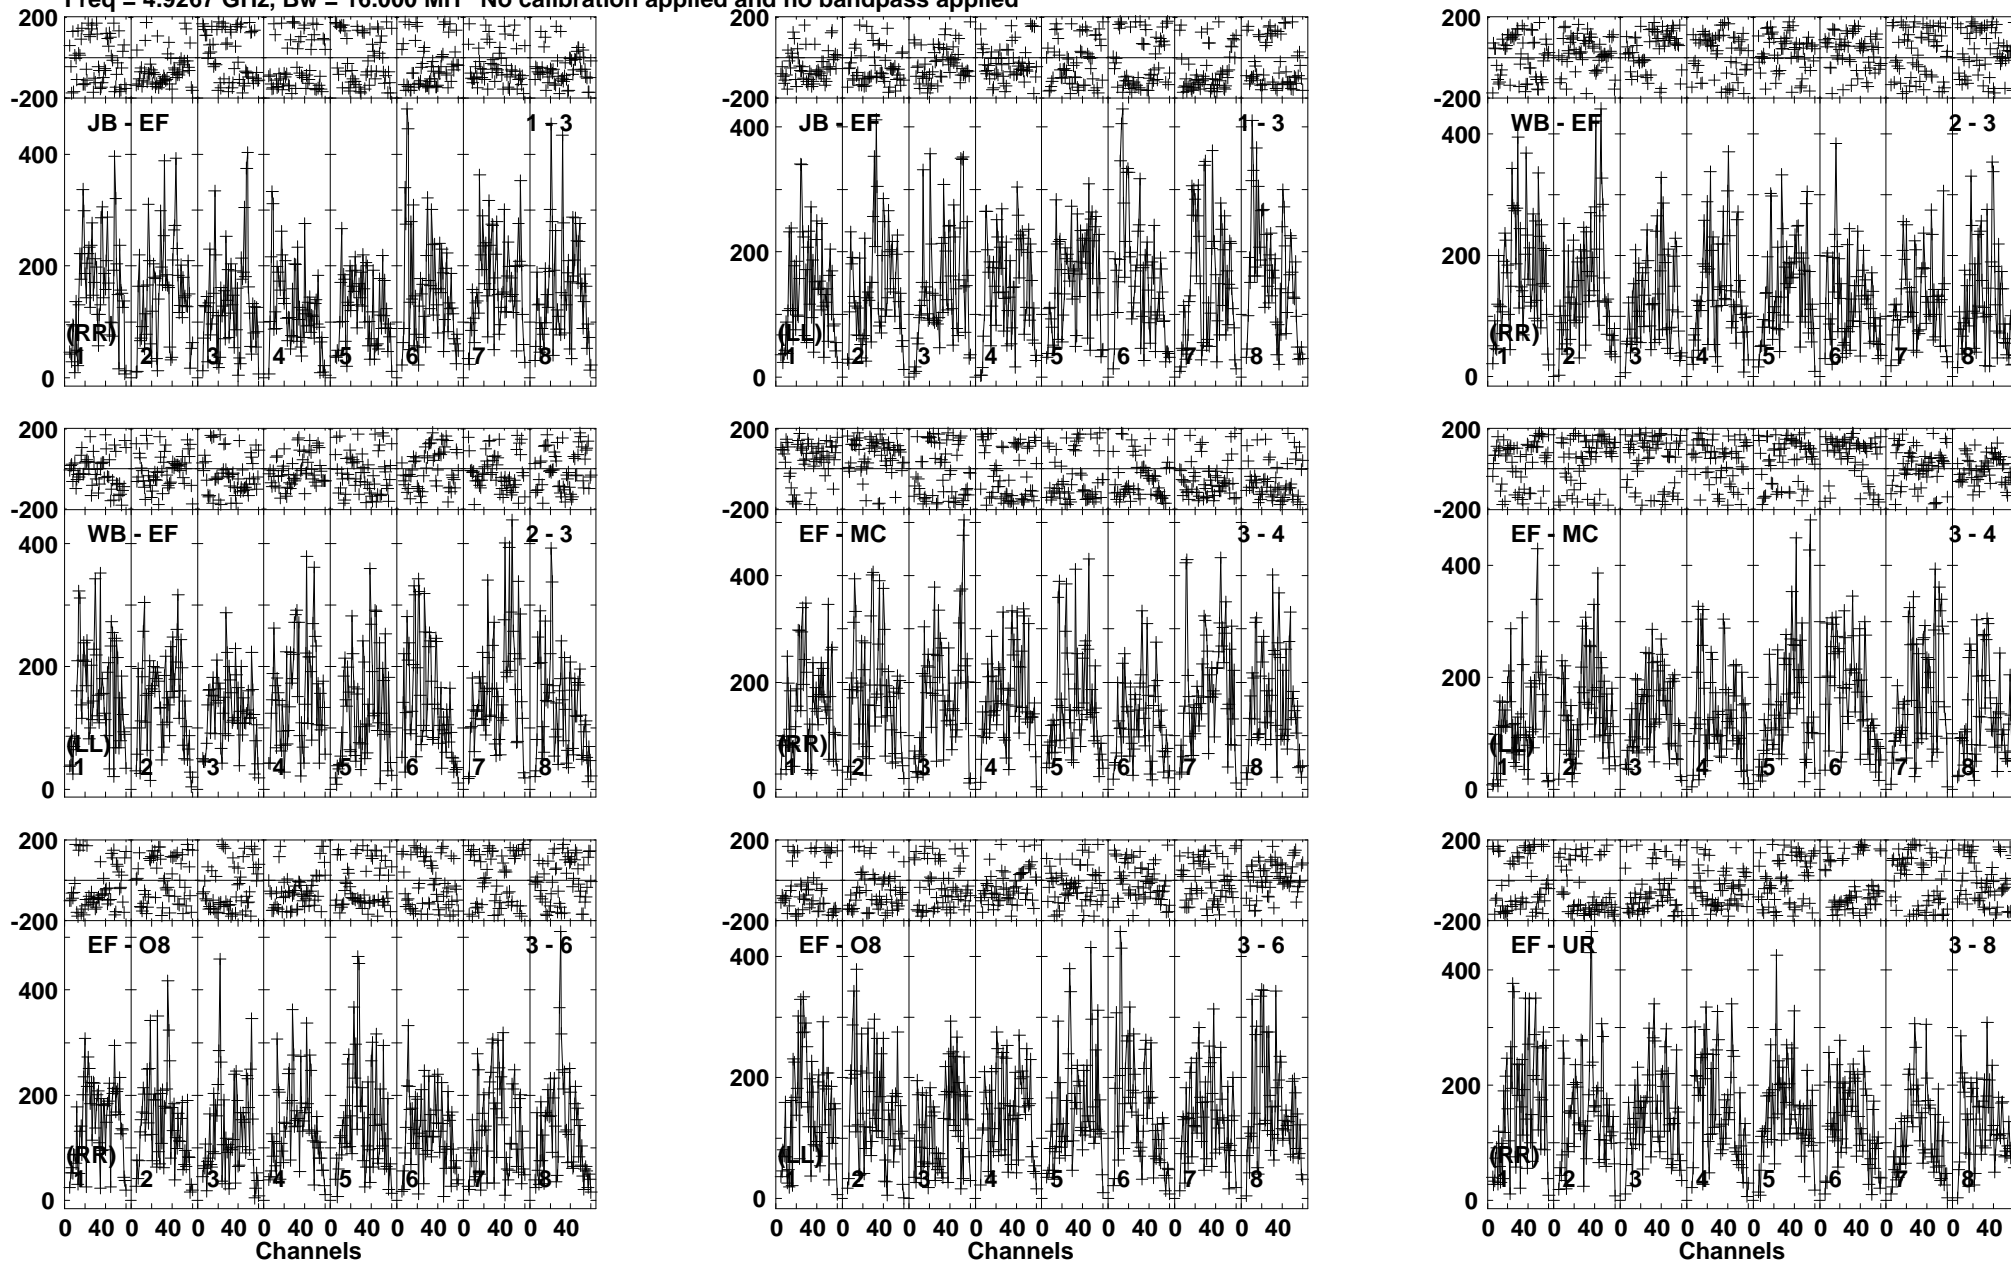 Freq = 4.9267 GHz, Bw = 16.000 MH No calibration applied and no bandpass applied
200 200 200
-200 -200 -200
JB - EF 1 - 3 JB - EF 1 - 3 WB - EF 2 - 3
400 400 400
200 200 200
(RR) (LL) (RR)
1 2 3 4 5 6 7 8 1 2 3 4 5 6 7 8 1 2 3 4 5 6 7 8
0 0 0
200 200 200
-200 -200 -200
WB - EF 2 - 3 EF - MC 3 - 4 EF - MC 3 - 4
400 400 400
200 200 200
(LL) (RR) (LL)
1 2 3 4 5 6 7 8 1 2 3 4 5 6 7 8 1 2 3 4 5 6 7 8
0 0 0
200 200 200
-200 -200 -200
EF - O8 3 - 6 EF - O8 3 - 6 EF - UR 3 - 8
400 400 400
200 200 200
(RR) (LL) (RR)
1 2 3 4 5 6 7 8 1 2 3 4 5 6 7 8 1 2 3 4 5 6 7 8
0 0 0
0 40 0 40 0 40 0 40 0 40 0 40 0 40 0 40 0 40 0 40 0 40 0 40 0 40 0 40 0 40 0 40 0 40 0 40 0 40 0 40 0 40 0 40 0 40 0 40
Channels Channels Channels